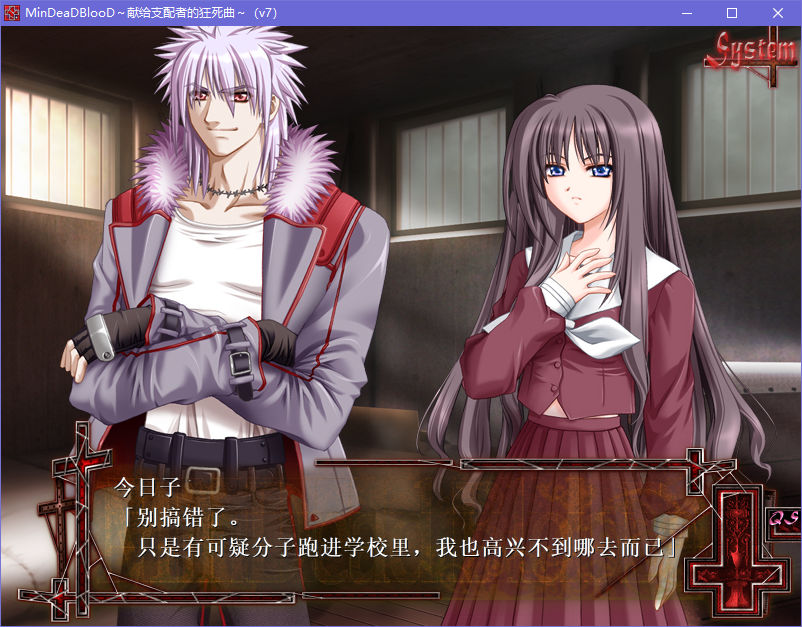 MinDeaDBlooD～献给支配者的狂死曲～（v7）
System
今日子
「别搞错了。
只是有可疑分子跑进学校里，我也高兴不到哪去而已」
QS